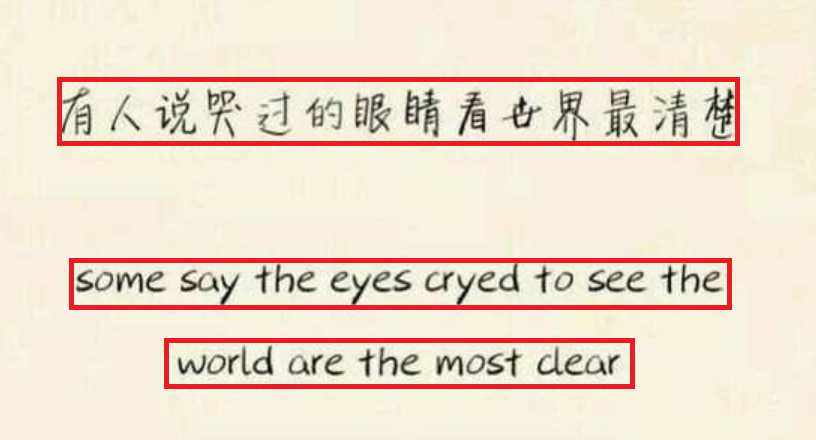 有人说哭过的眼睛看世界最清楚
some say the eyes cryed to see the
world are the most clear